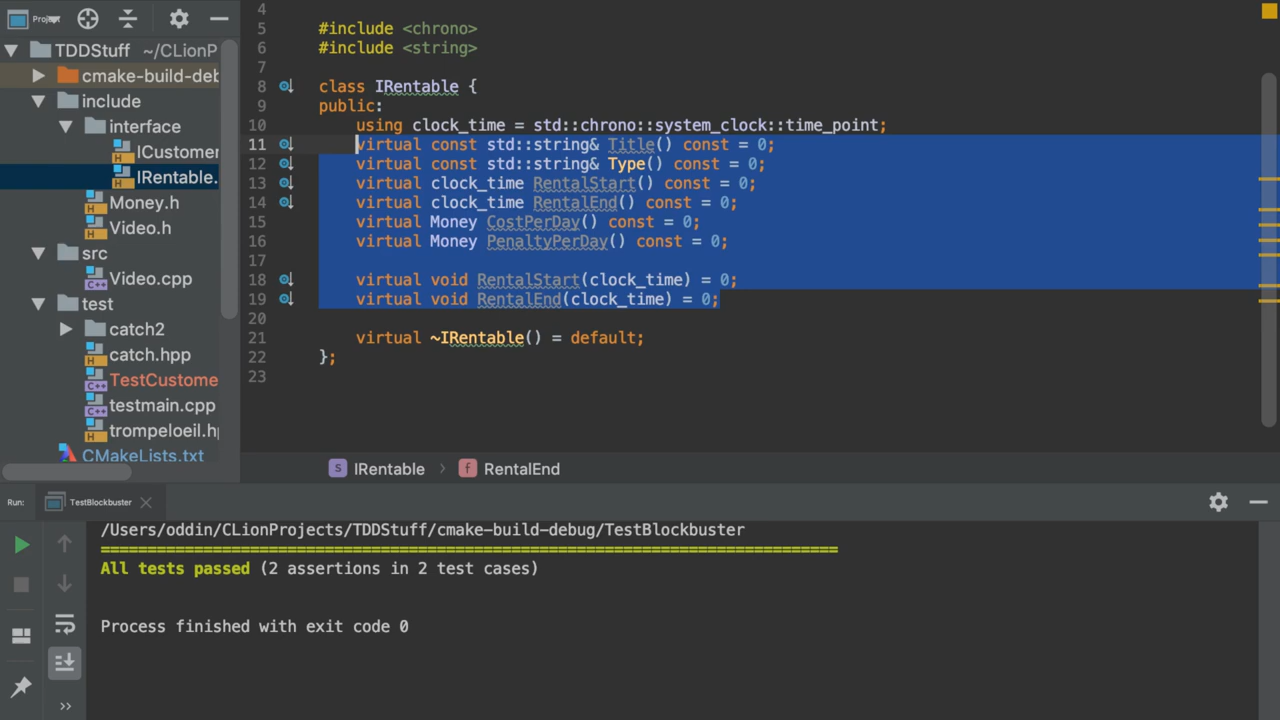 Proj
TDDStuff ~/CLionP
cmake-build-deb
include
interface
ICustomer
IRentable.
Money.h
Video.h
src
Video.cpp
test
catch2
catch.hpp
TestCustome
testmain.cpp
trompeloeil.h
CMakeLists.txt
4
5 #include <chrono>
6 #include <string>
7
8 class IRentable {
9 public:
10 using clock_time = std::chrono::system_clock::time_point;
11 virtual const std::string& Title() const = 0;
12 virtual const std::string& Type() const = 0;
13 virtual clock_time RentalStart() const = 0;
14 virtual clock_time RentalEnd() const = 0;
15 virtual Money CostPerDay() const = 0;
16 virtual Money PenaltyPerDay() const = 0;
17
18 virtual void RentalStart(clock_time) = 0;
19 virtual void RentalEnd(clock_time) = 0;
20
21 virtual ~IRentable() = default;
22 };
23
S IRentable › f RentalEnd
Run: TestBlockbuster
/Users/oddin/CLionProjects/TDDStuff/cmake-build-debug/TestBlockbuster
===============================================================================
All tests passed (2 assertions in 2 test cases)
Process finished with exit code 0